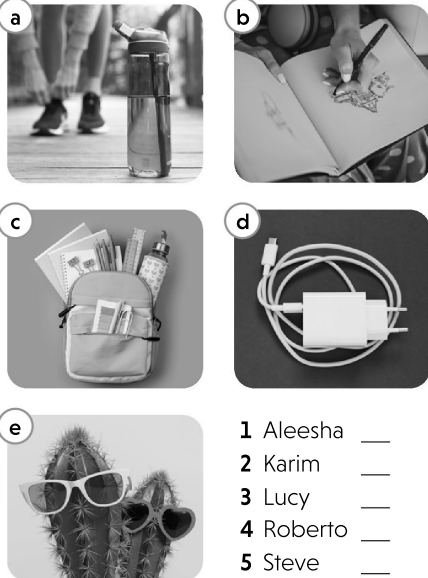 a
b
c
d
e
1 Aleesha ___
2 Karim ___
3 Lucy ___
4 Roberto ___
5 Steve ___